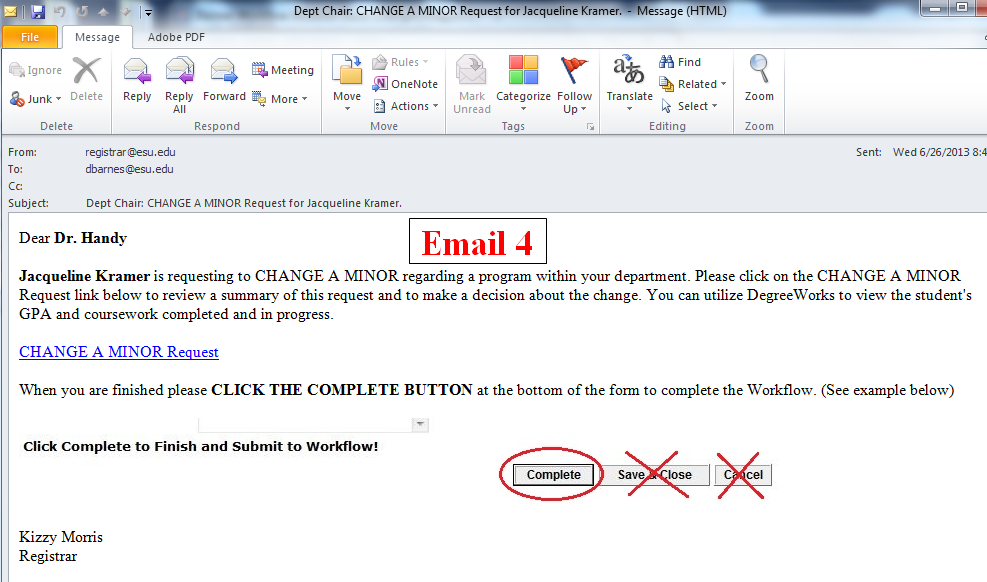 Dept Chair: CHANGE A MINOR Request for Jacqueline Kramer. - Message (HTML)
File Message Adobe PDF
Ignore
Junk
Delete
Delete
Reply
Reply All
Forward
Meeting
More
Respond
Move
Rules
OneNote
Actions
Move
Mark Unread
Categorize
Follow Up
Tags
Translate
Find
Related
Select
Editing
Zoom
Zoom
From: registrar@esu.edu Sent: Wed 6/26/2013 8:4
To: dbarnes@esu.edu
Cc:
Subject: Dept Chair: CHANGE A MINOR Request for Jacqueline Kramer.
Dear Dr. Handy
Email 4
Jacqueline Kramer is requesting to CHANGE A MINOR regarding a program within your department. Please click on the CHANGE A MINOR
Request link below to review a summary of this request and to make a decision about the change. You can utilize DegreeWorks to view the student's
GPA and coursework completed and in progress.
CHANGE A MINOR Request
When you are finished please CLICK THE COMPLETE BUTTON at the bottom of the form to complete the Workflow. (See example below)
Click Complete to Finish and Submit to Workflow!
Complete Save & Close Cancel
Kizzy Morris
Registrar